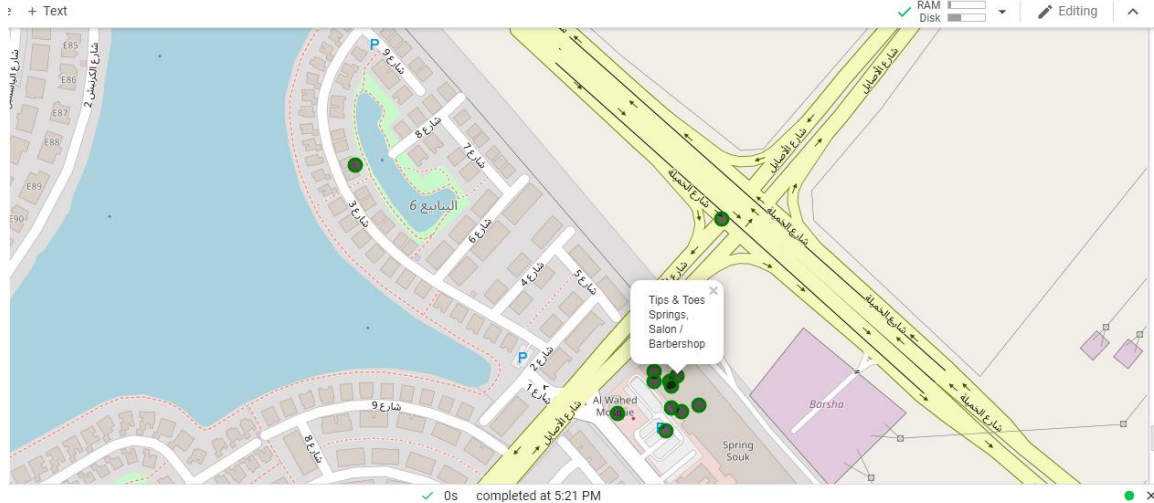 + Text
RAM
Disk
Editing
E85
E86
E87
E88
E89
E90
شارع الكرنيش 2
P
شارع 9
شارع 8
شارع 7
شارع 3
الينابيع 6
شارع 6
شارع 4
شارع 5
شارع الأصايل
شارع الأصايل
شارع الخميلة
شارع الخميلة
شارع الخميلة
شارع الخميلة
Tips & Toes
Springs,
Salon /
Barbershop
P
شارع 2
شارع 1
شارع 9
شارع 8
شارع الأصايل
Al Wahed
Mosque
P
Spring
Souk
Barsha
0s completed at 5:21 PM